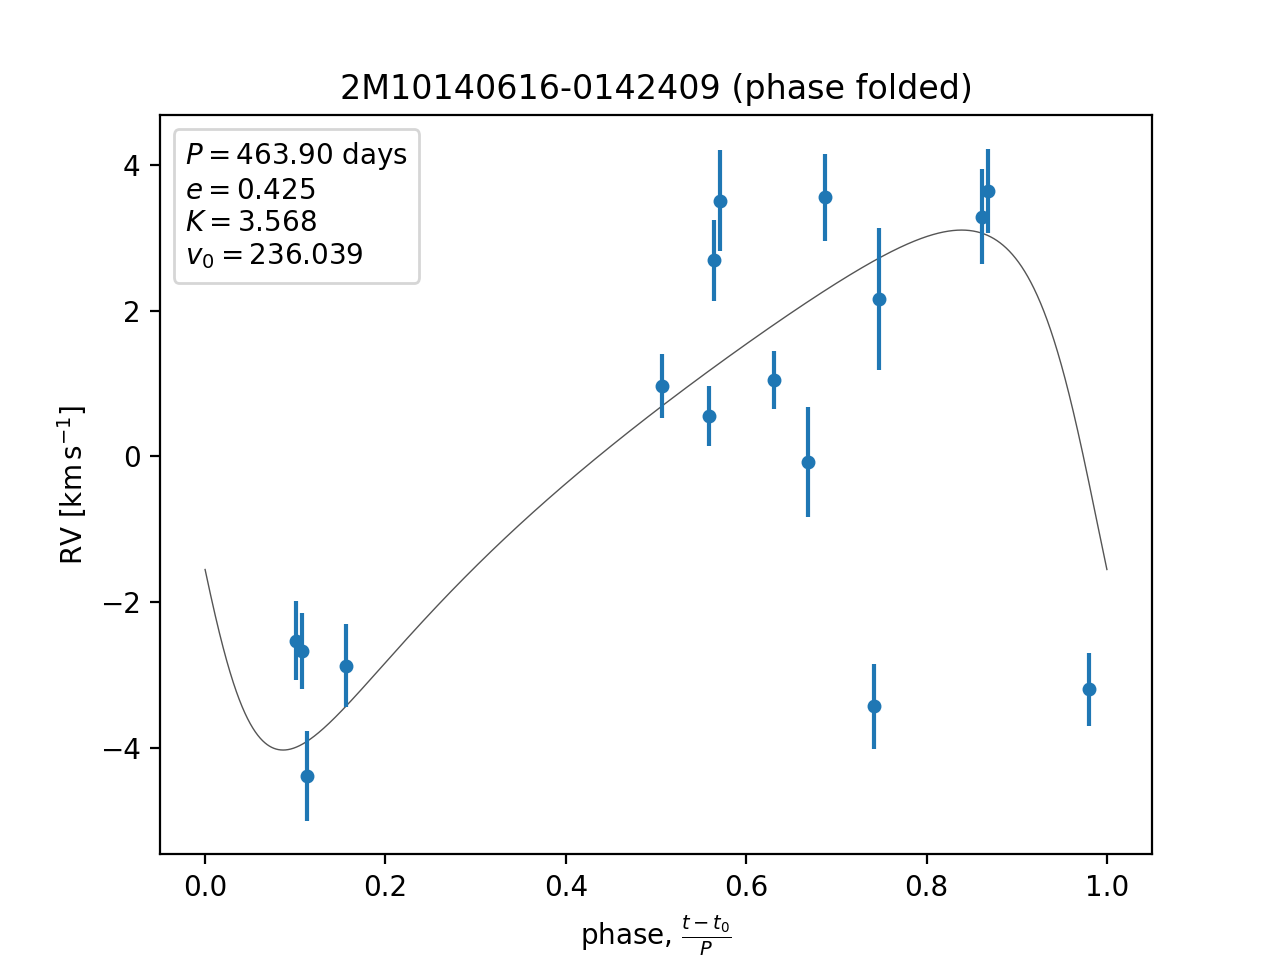 2M10140616-0142409 (phase folded)
P = 463.90 days
e = 0.425
K = 3.568
v₀ = 236.039
4
2
0
−2
−4
RV [km s⁻¹]
0.0 0.2 0.4 0.6 0.8 1.0
phase, (t − t₀)/P